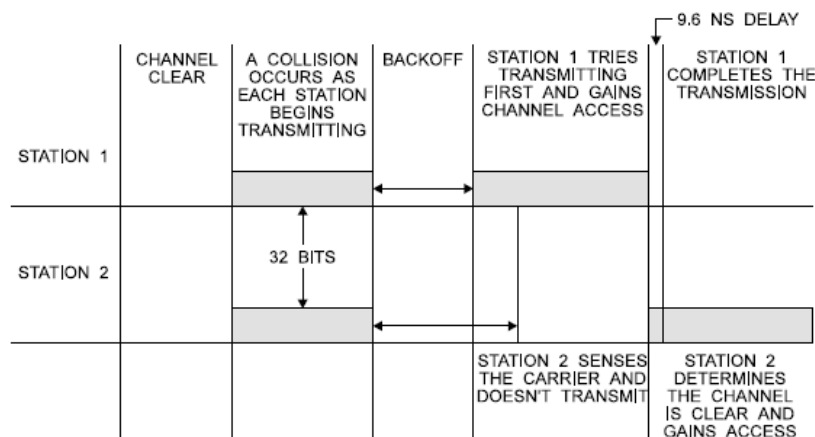 9.6 NS DELAY
CHANNEL
CLEAR
A COLLISION
OCCURS AS
EACH STATION
BEGINS
TRANSMITTING
BACKOFF
STATION 1 TRIES
TRANSMITTING
FIRST AND GAINS
CHANNEL ACCESS
STATION 1
COMPLETES THE
TRANSMISSION
STATION 1
32 BITS
STATION 2
STATION 2 SENSES
THE CARRIER AND
DOESN'T TRANSMIT
STATION 2
DETERMINES
THE CHANNEL
IS CLEAR AND
GAINS ACCESS